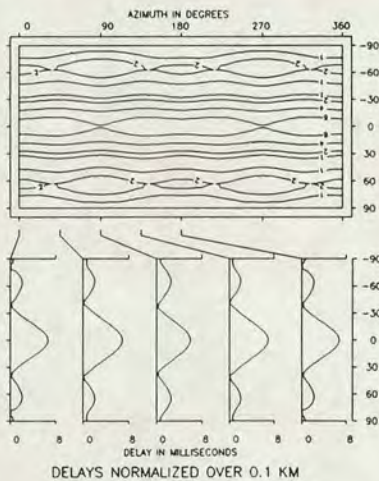 AZIMUTH IN DEGREES
0 90 180 270 360
-90
-60
-30
0
30
60
90
-90
-60
-30
0
30
60
90
0 8 0 8 0 8 0 8 0 8
DELAY IN MILLISECONDS
DELAYS NORMALIZED OVER 0.1 KM